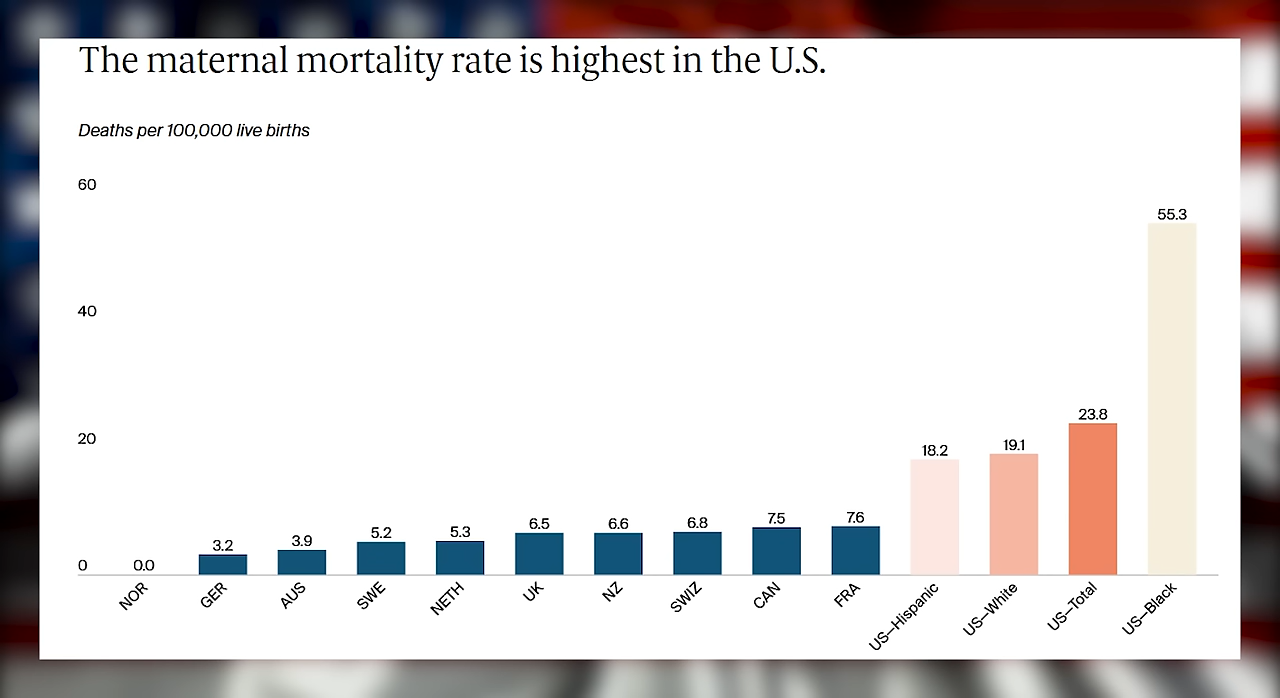 The maternal mortality rate is highest in the U.S.
Deaths per 100,000 live births
60
40
20
0
0.0
3.2
3.9
5.2
5.3
6.5
6.6
6.8
7.5
7.6
18.2
19.1
23.8
55.3
NOR
GER
AUS
SWE
NETH
UK
NZ
SWIZ
CAN
FRA
US–Hispanic
US–White
US–Total
US–Black